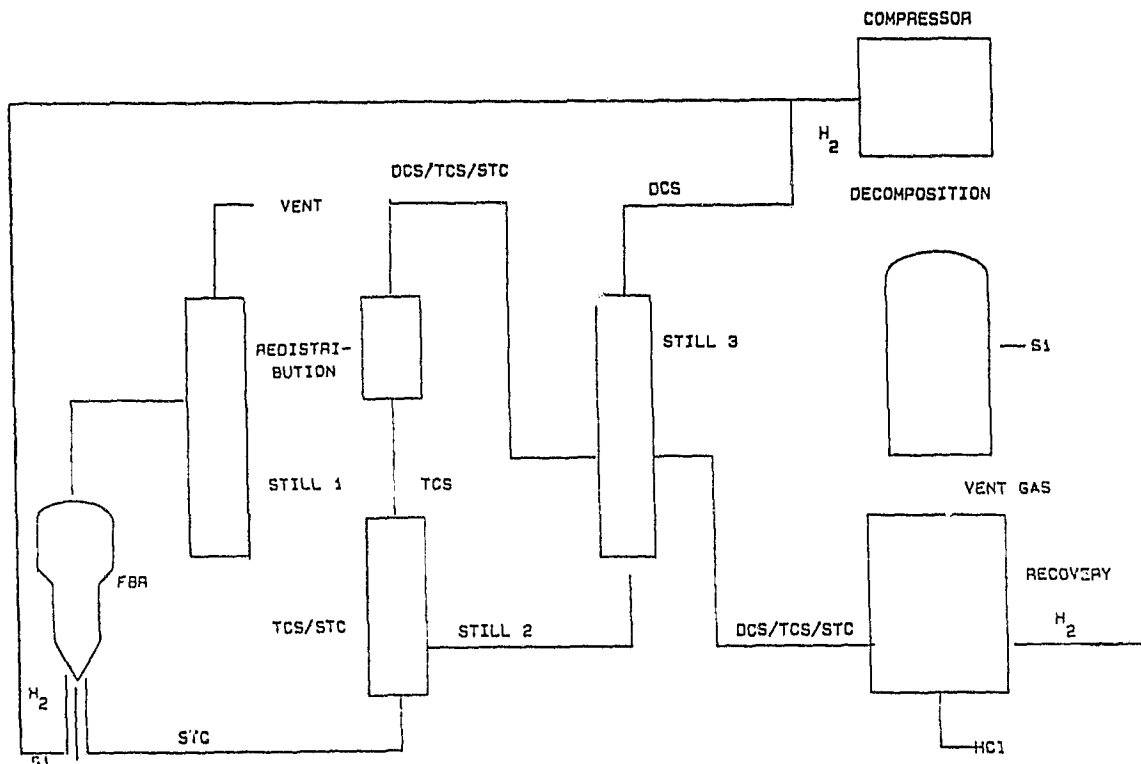 COMPRESSOR
H2
DCS/TCS/STC
DCS
DECOMPOSITION
VENT
REDISTRI-
BUTION
STILL 3
Si
STILL 1
TCS
VENT GAS
FBR
RECOVERY
TCS/STC
STILL 2
DCS/TCS/STC
H2
H2
STC
Si
HCl